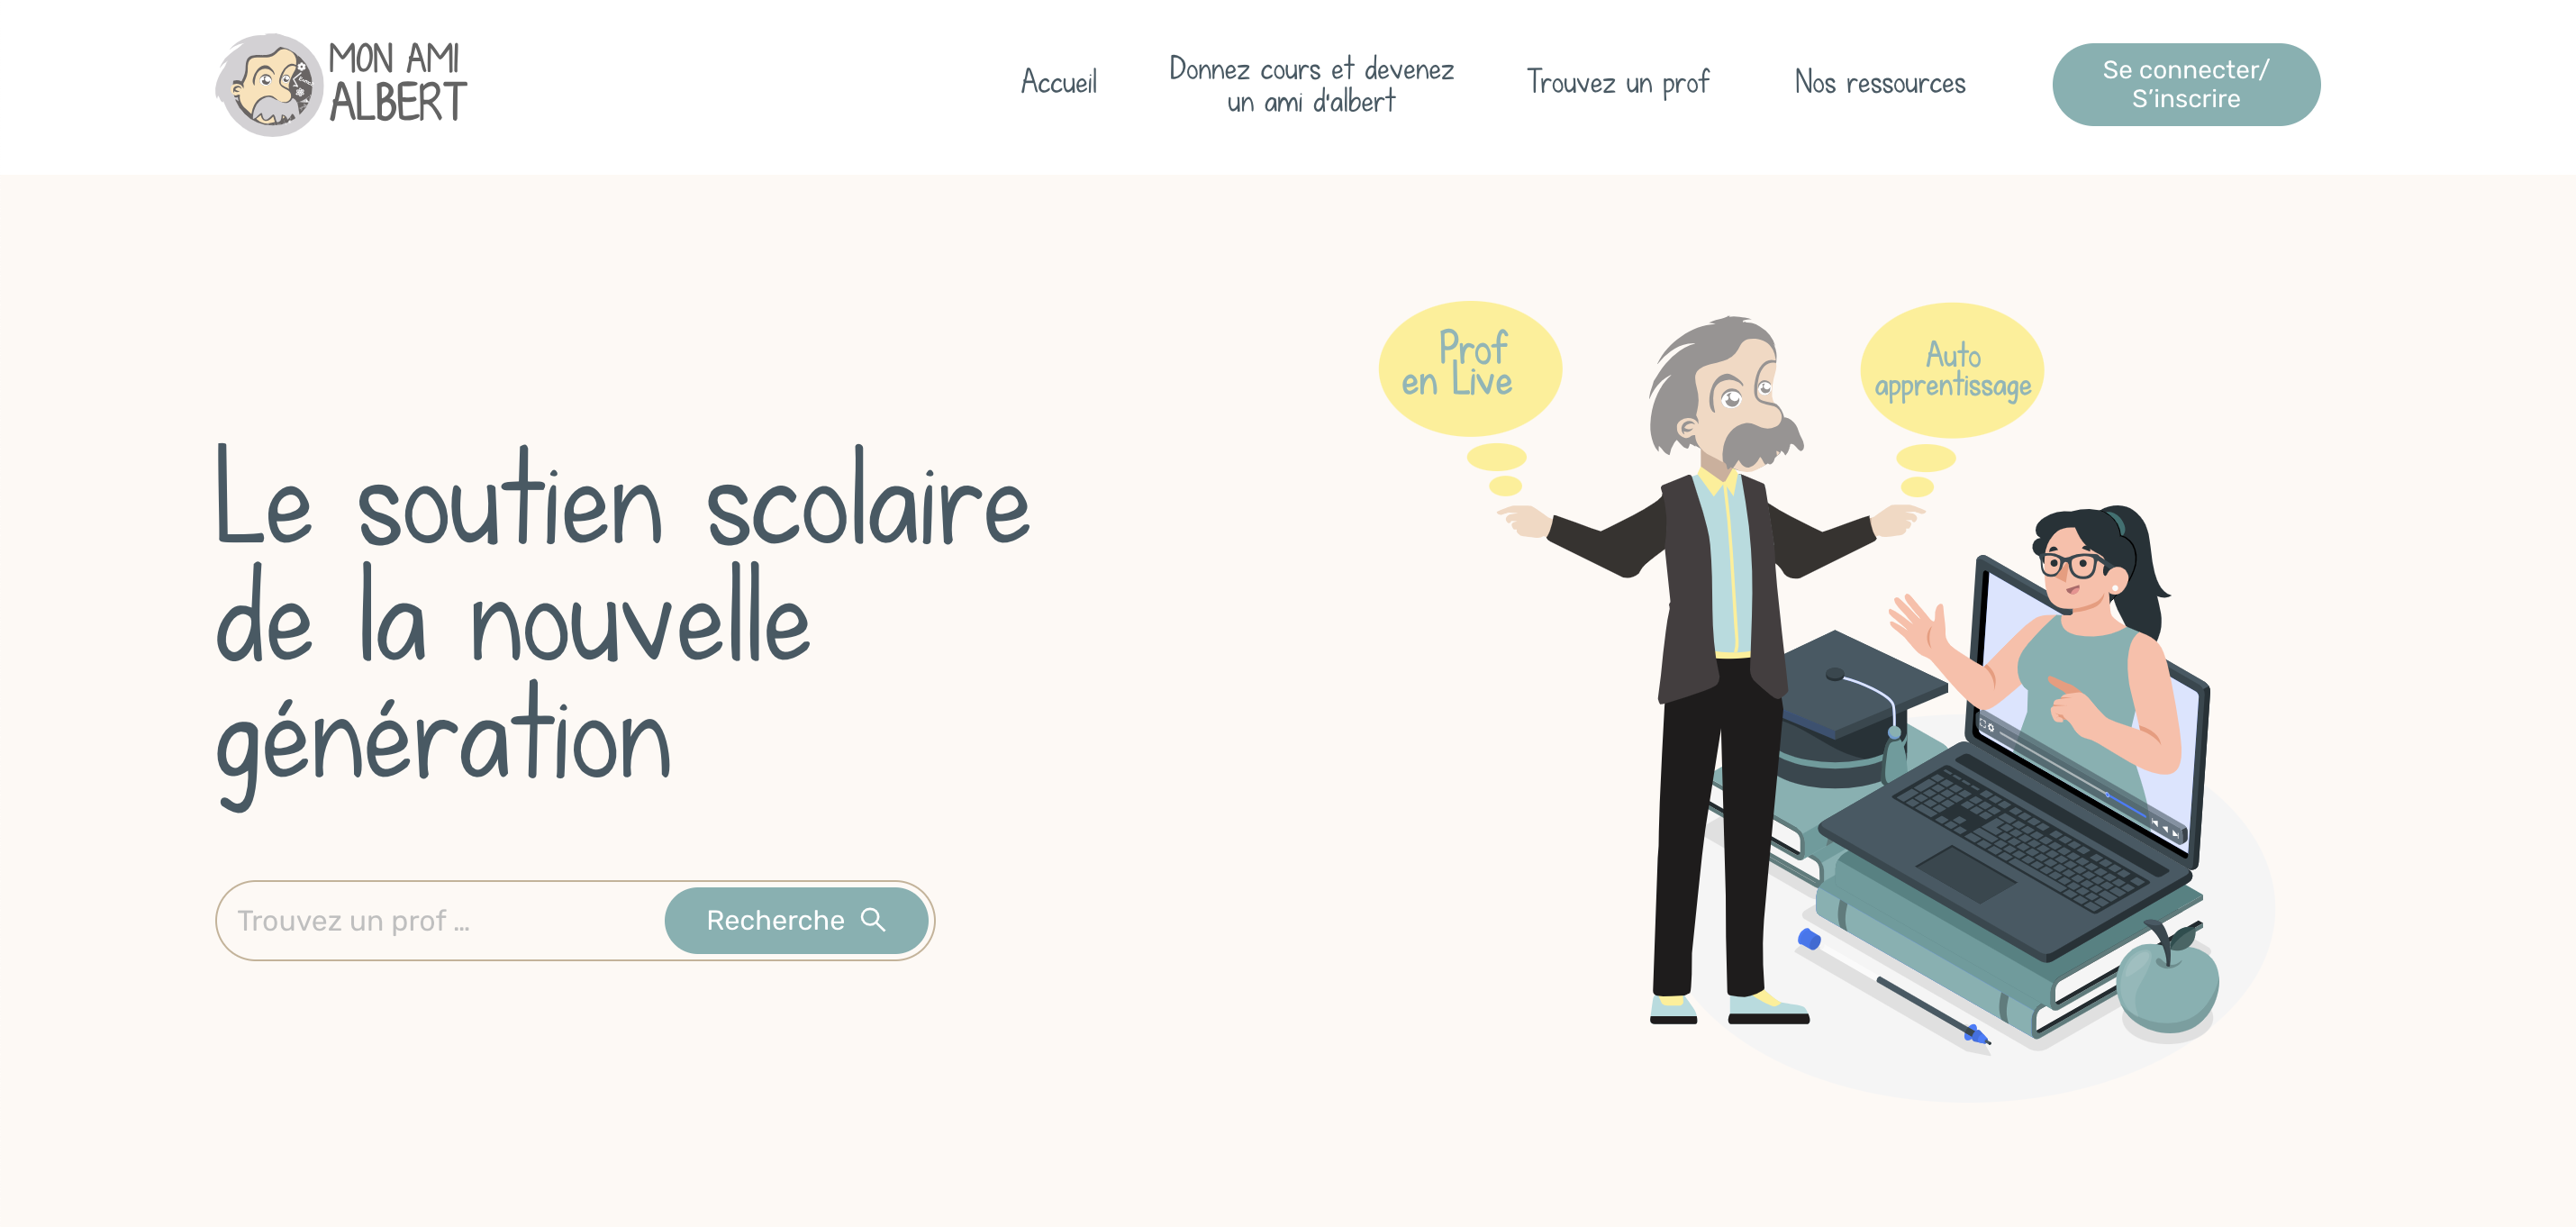 MON AMI
ALBERT
Accueil
Donnez cours et devenez
un ami d'albert
Trouvez un prof
Nos ressources
Se connecter/
S'inscrire
Prof
en Live
Auto
apprentissage
Le soutien scolaire
de la nouvelle
génération
Trouvez un prof ...
Recherche